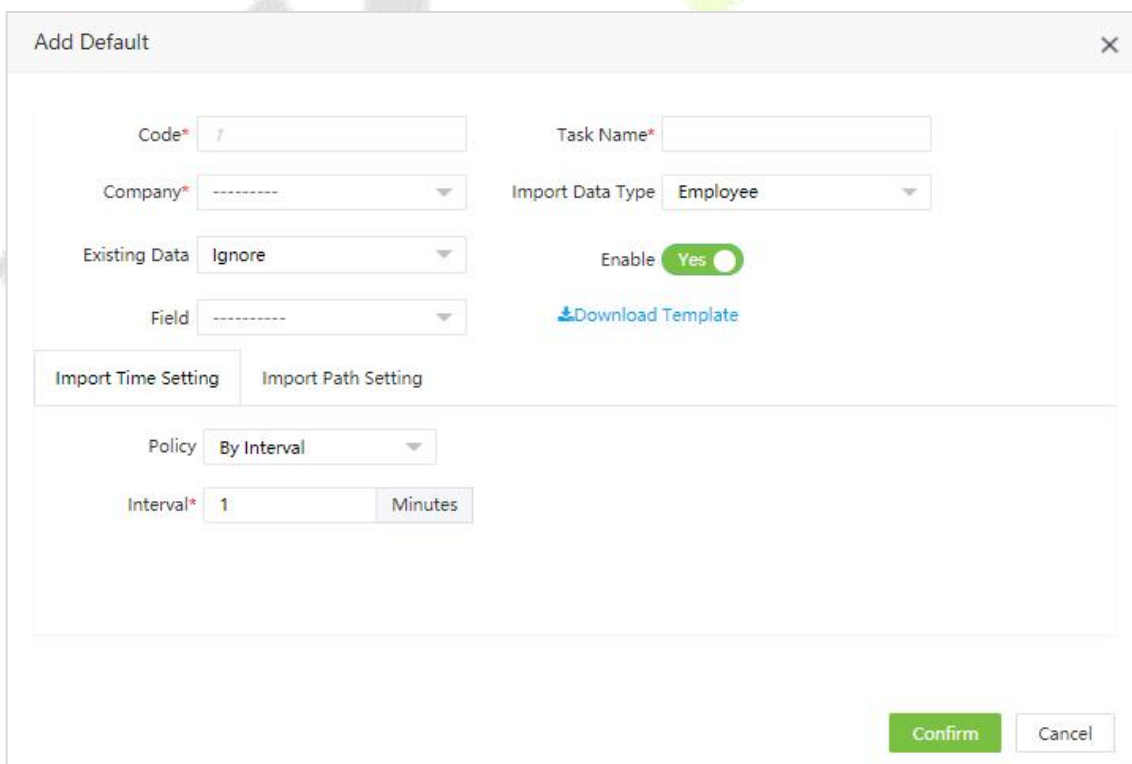 Add Default
Code* 1 Task Name*
Company* --------- Import Data Type Employee
Existing Data Ignore Enable Yes
Field ---------- Download Template
Import Time Setting Import Path Setting
Policy By Interval
Interval* 1 Minutes
Confirm Cancel